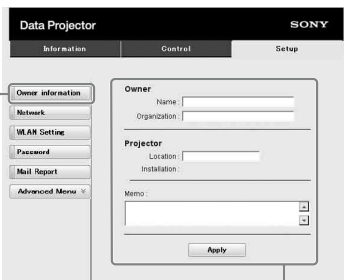 Data Projector
SONY
Information
Control
Setup
Owner information
Network
WLAN Setting
Password
Mail Report
Advanced Menu
Owner
Name:
Organization:
Projector
Location:
Installation:
Memo:
Apply